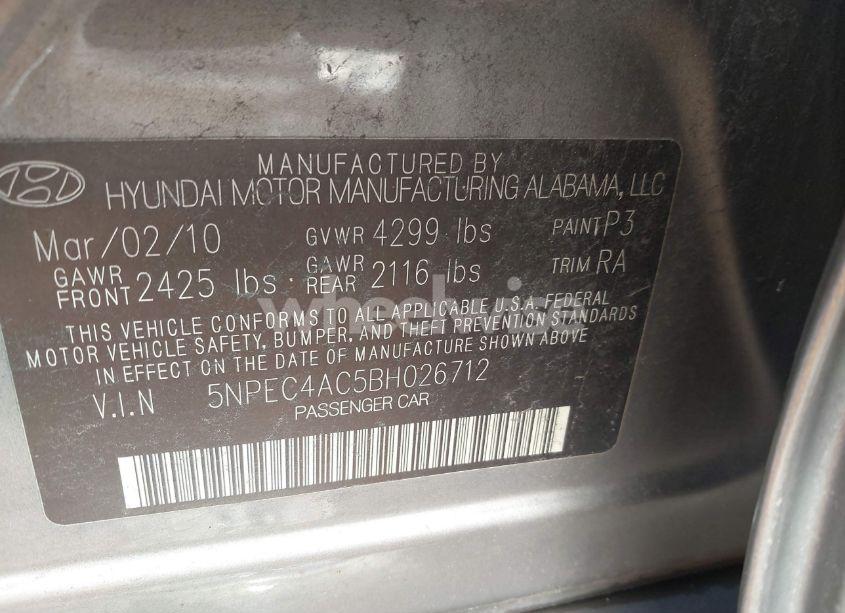 MANUFACTURED BY
HYUNDAI MOTOR MANUFACTURING ALABAMA, LLC
Mar/02/10 GVWR 4299 lbs PAINT P3
GAWR FRONT 2425 lbs GAWR REAR 2116 lbs TRIM RA
THIS VEHICLE CONFORMS TO ALL APPLICABLE U.S.A. FEDERAL
MOTOR VEHICLE SAFETY, BUMPER, AND THEFT PREVENTION STANDARDS
IN EFFECT ON THE DATE OF MANUFACTURE SHOWN ABOVE
V.I.N 5NPEC4AC5BH026712
PASSENGER CAR